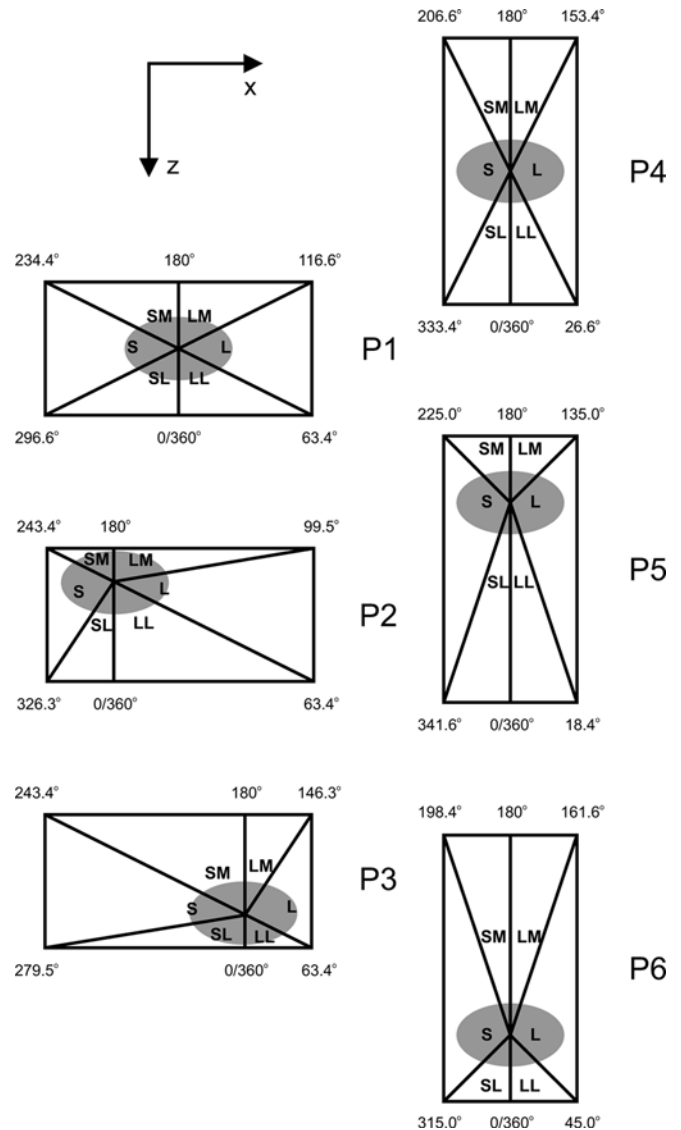 206.6° 180° 153.4°
x
z
SM LM
S L
P4
SL LL
333.4° 0/360° 26.6°
234.4° 180° 116.6°
SM LM
S L
P1
SL LL
296.6° 0/360° 63.4°
225.0° 180° 135.0°
SM LM
S L
P5
SL LL
341.6° 0/360° 18.4°
243.4° 180° 99.5°
SM LM
S L
P2
SL LL
326.3° 0/360° 63.4°
243.4° 180° 146.3°
SM LM
S L
P3
SL LL
279.5° 0/360° 63.4°
198.4° 180° 161.6°
SM LM
P6
S L
SL LL
315.0° 0/360° 45.0°